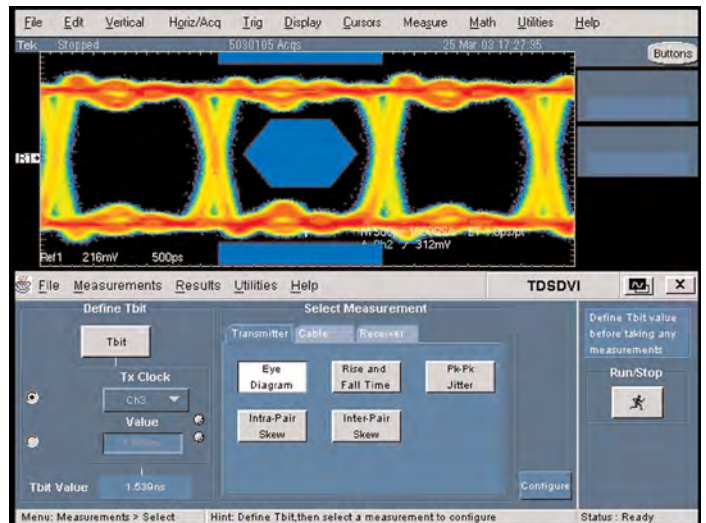 File Edit Vertical Horiz/Acq Trig Display Cursors Measure Math Utilities Help
Tek Stopped 5030105 Acqs 25 Mar 03 17:27:35
Buttons
R1
312mV
Ref1 216mV 500ps
File Measurements Results Utilities Help TDSDVI X
Define Tbit
Tbit
Tx Clock
Ch3
Value
Tbit Value 1.539ns
Select Measurement
Transmitter Cable Receiver
Eye Diagram
Rise and Fall Time
Pk-Pk Jitter
Intra-Pair Skew
Inter-Pair Skew
Configure
Define Tbit value
before taking any
measurements
Run/Stop
Menu: Measurements > Select Hint: Define Tbit,then select a measurement to configure Status : Ready